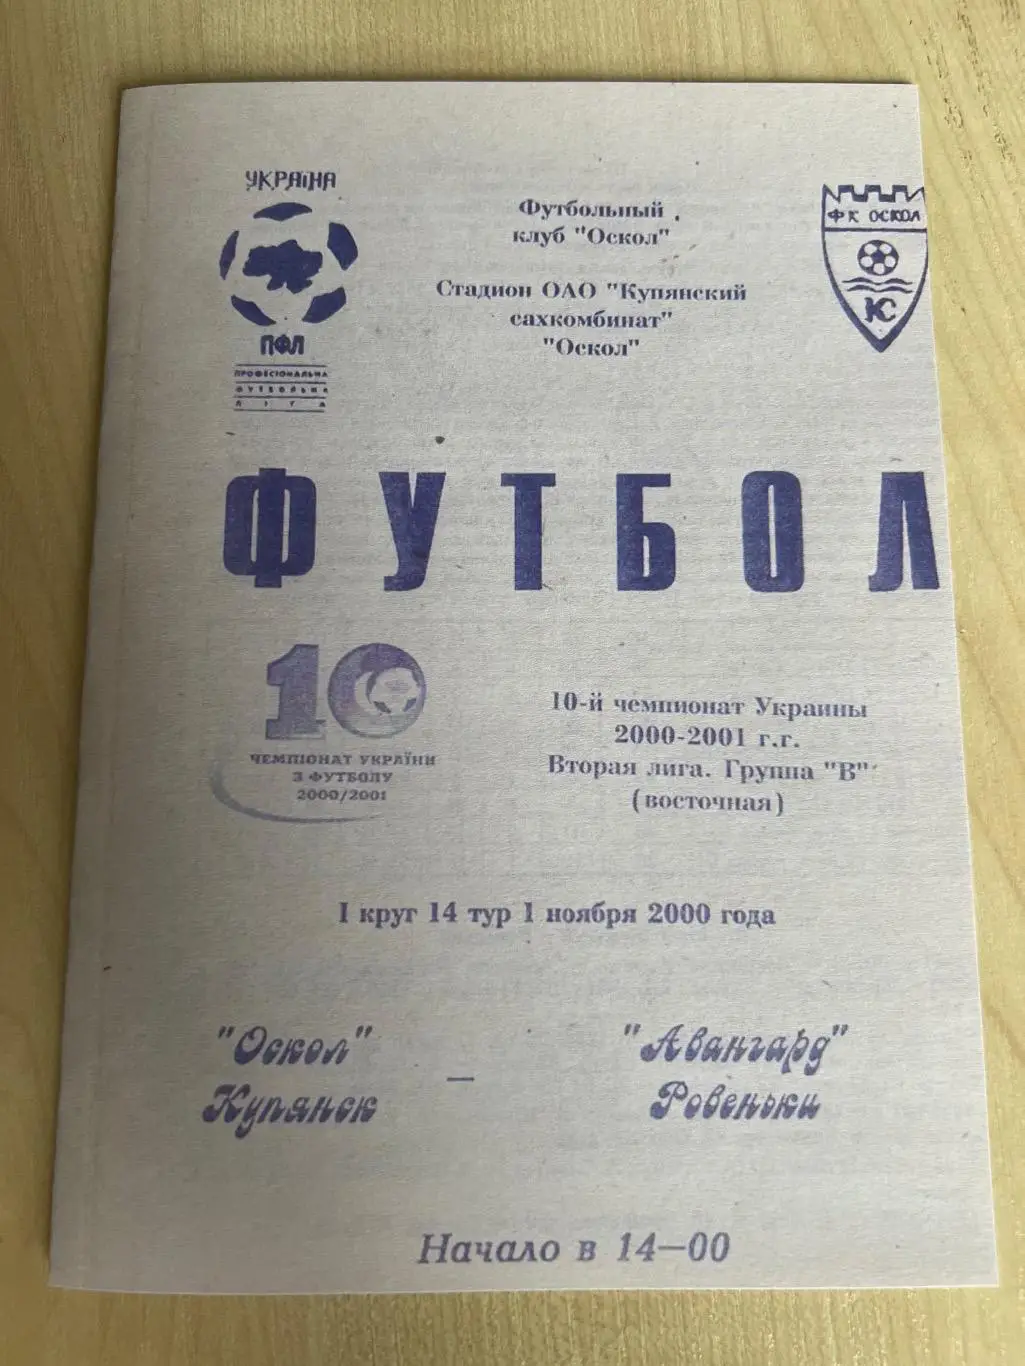 УКРАЇНА
ПФЛ
ПРОФЕСІОНАЛЬНА
ФУТБОЛЬНА
ЛІГА
Футбольный
клуб "Оскол"
Стадион ОАО "Купянский
сахкомбинат"
"Оскол"
ФК ОСКОЛ
КС
ФУТБОЛ
10
ЧЕМПІОНАТ УКРАЇНИ
З ФУТБОЛУ
2000/2001
10-й чемпионат Украины
2000-2001 г.г.
Вторая лига. Группа "В"
(восточная)
I круг 14 тур 1 ноября 2000 года
"Оскол"
Купянск
–
"Авангард"
Ровеньки
Начало в 14–00